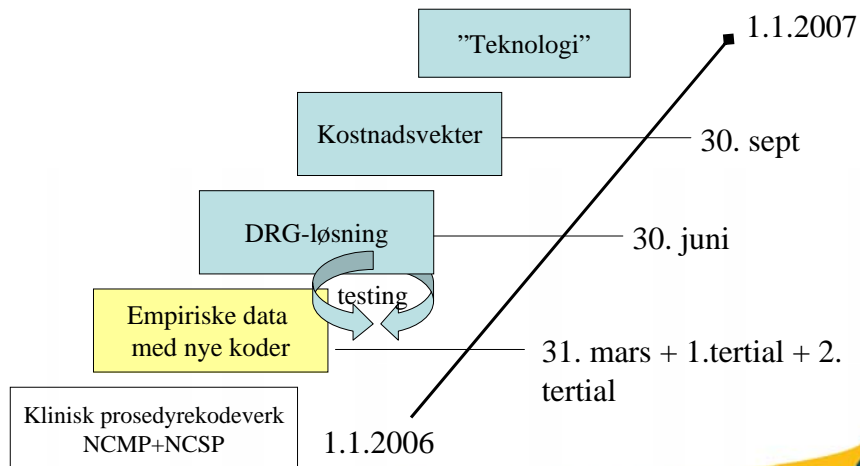 ”Teknologi”
1.1.2007
Kostnadsvekter
30. sept
DRG-løsning
30. juni
testing
Empiriske data
med nye koder
31. mars + 1.tertial + 2.
tertial
Klinisk prosedyrekodeverk
NCMP+NCSP
1.1.2006